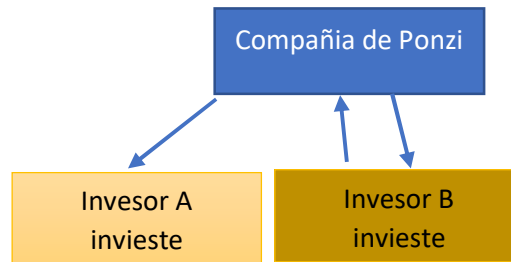 Compañia de Ponzi
Invesor A
invieste
Invesor B
invieste